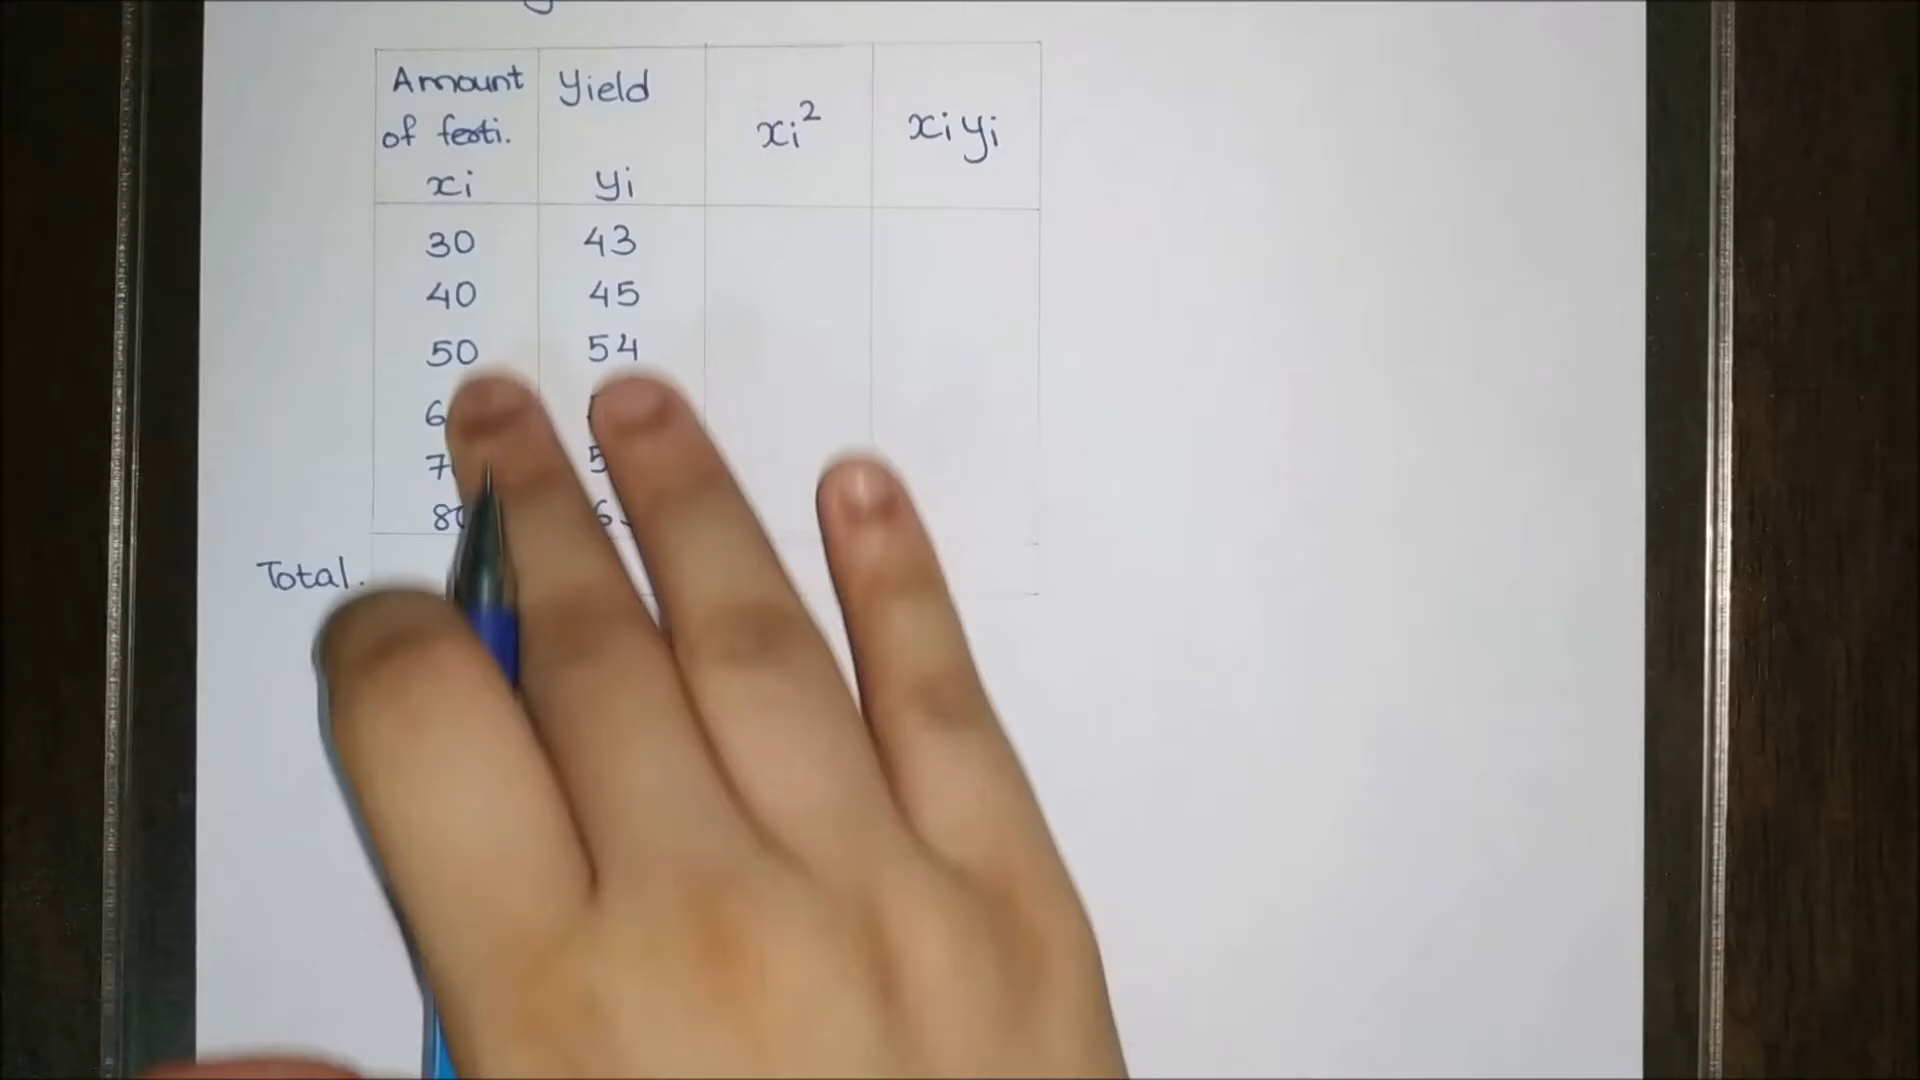 Amount Yield
of ferti.
xi yi xi² xiyi
30 43
40 45
50 54
Total.